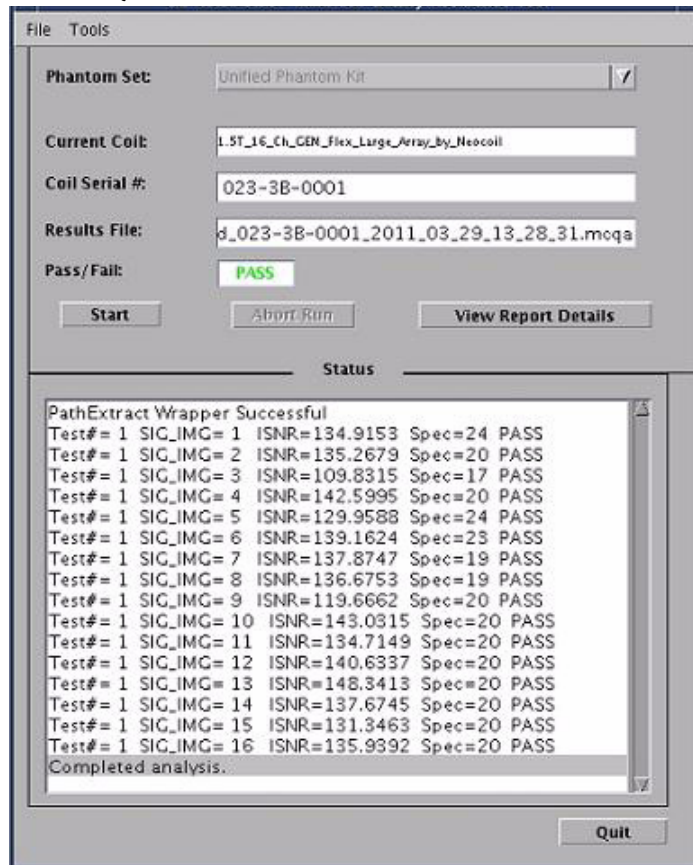 File Tools
Phantom Set: Unified Phantom Kit
Current Coil: 1.5T_16_Ch_GEN_Flex_Large_Array_by_Neocoil
Coil Serial #: 023-3B-0001
Results File: d_023-3B-0001_2011_03_29_13_28_31.mcqa
Pass/Fail: PASS
Start Abort Run View Report Details
Status
PathExtract Wrapper Successful
Test#= 1 SIG_IMG= 1 ISNR=134.9153 Spec=24 PASS
Test#= 1 SIG_IMG= 2 ISNR=135.2679 Spec=20 PASS
Test#= 1 SIG_IMG= 3 ISNR=109.8315 Spec=17 PASS
Test#= 1 SIG_IMG= 4 ISNR=142.5995 Spec=20 PASS
Test#= 1 SIG_IMG= 5 ISNR=129.9588 Spec=24 PASS
Test#= 1 SIG_IMG= 6 ISNR=139.1624 Spec=23 PASS
Test#= 1 SIG_IMG= 7 ISNR=137.8747 Spec=19 PASS
Test#= 1 SIG_IMG= 8 ISNR=136.6753 Spec=19 PASS
Test#= 1 SIG_IMG= 9 ISNR=119.6662 Spec=20 PASS
Test#= 1 SIG_IMG= 10 ISNR=143.0315 Spec=20 PASS
Test#= 1 SIG_IMG= 11 ISNR=134.7149 Spec=20 PASS
Test#= 1 SIG_IMG= 12 ISNR=140.6337 Spec=20 PASS
Test#= 1 SIG_IMG= 13 ISNR=148.3413 Spec=20 PASS
Test#= 1 SIG_IMG= 14 ISNR=137.6745 Spec=20 PASS
Test#= 1 SIG_IMG= 15 ISNR=131.3463 Spec=20 PASS
Test#= 1 SIG_IMG= 16 ISNR=135.9392 Spec=20 PASS
Completed analysis.
Quit